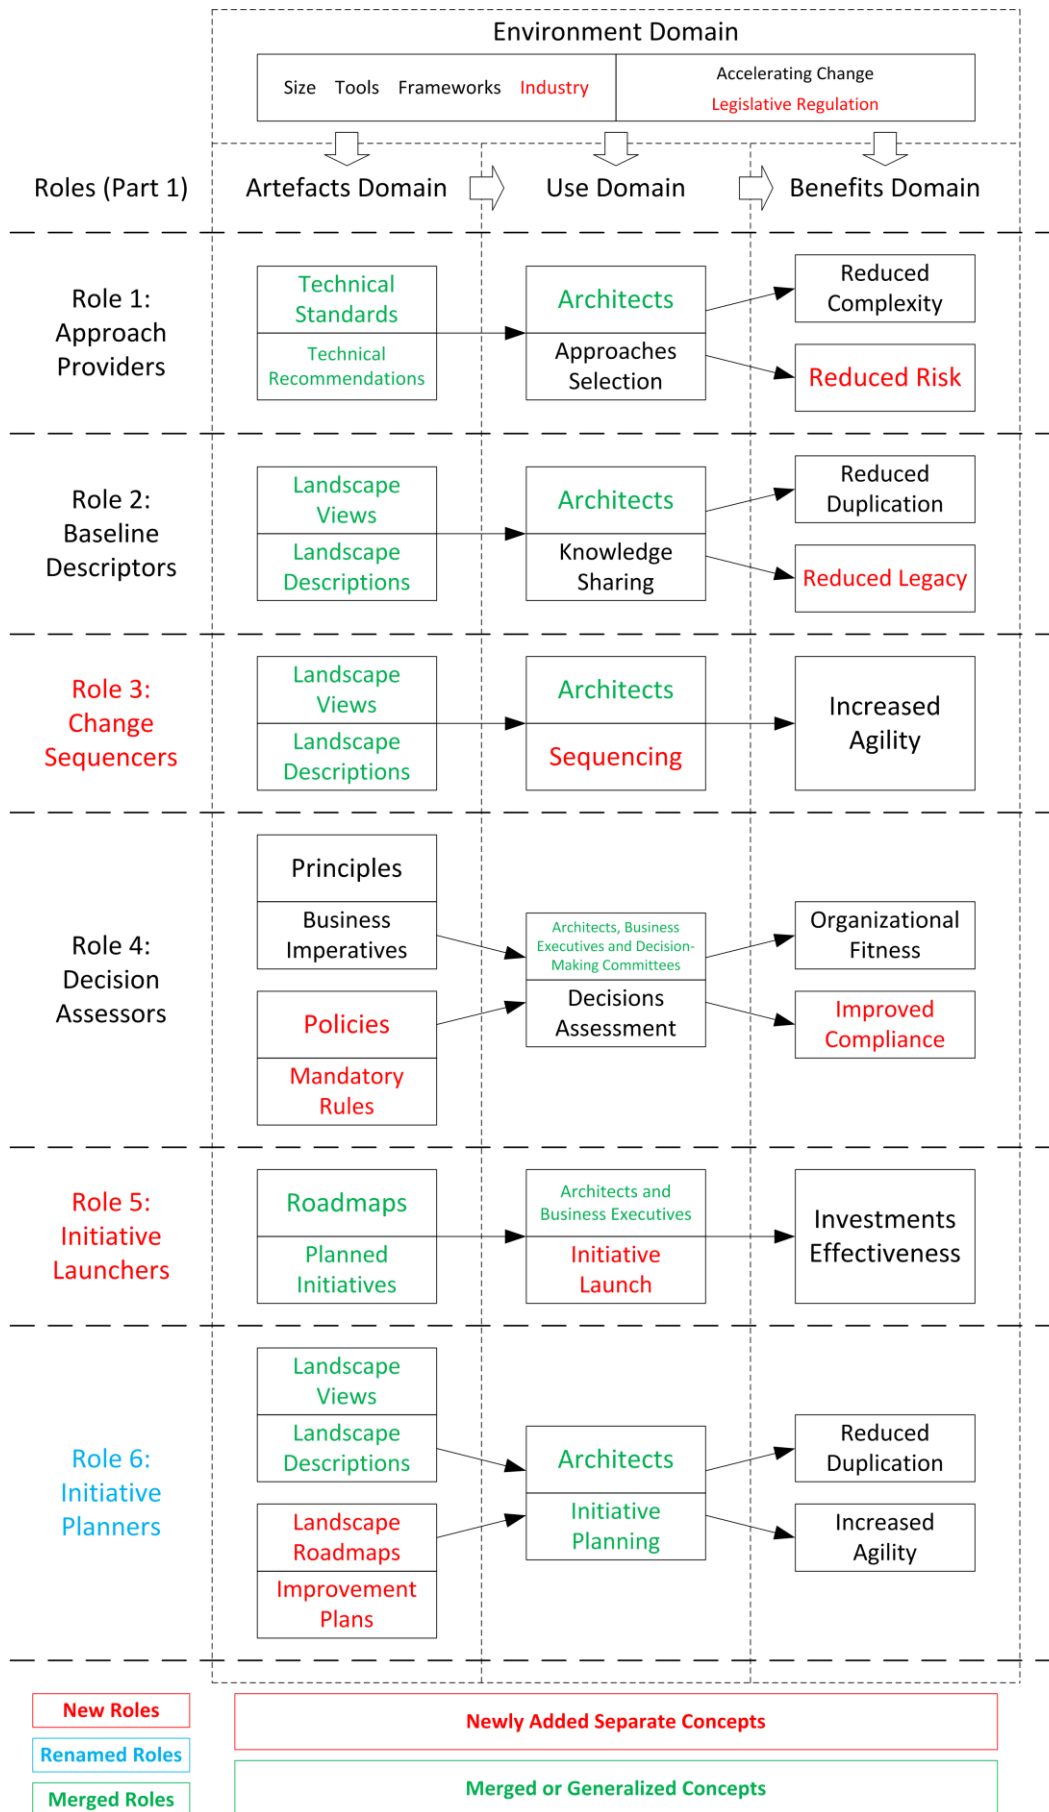 Environment Domain
Size Tools Frameworks Industry
Accelerating Change
Legislative Regulation
Roles (Part 1)
Artefacts Domain
Use Domain
Benefits Domain
Role 1:
Approach
Providers
Technical
Standards
Technical
Recommendations
Architects
Approaches
Selection
Reduced
Complexity
Reduced Risk
Role 2:
Baseline
Descriptors
Landscape
Views
Landscape
Descriptions
Architects
Knowledge
Sharing
Reduced
Duplication
Reduced Legacy
Role 3:
Change
Sequencers
Landscape
Views
Landscape
Descriptions
Architects
Sequencing
Increased
Agility
Role 4:
Decision
Assessors
Principles
Business
Imperatives
Policies
Mandatory
Rules
Architects, Business
Executives and Decision-
Making Committees
Decisions
Assessment
Organizational
Fitness
Improved
Compliance
Role 5:
Initiative
Launchers
Roadmaps
Planned
Initiatives
Architects and
Business Executives
Initiative
Launch
Investments
Effectiveness
Role 6:
Initiative
Planners
Landscape
Views
Landscape
Descriptions
Landscape
Roadmaps
Improvement
Plans
Architects
Initiative
Planning
Reduced
Duplication
Increased
Agility
New Roles
Renamed Roles
Merged Roles
Newly Added Separate Concepts
Merged or Generalized Concepts